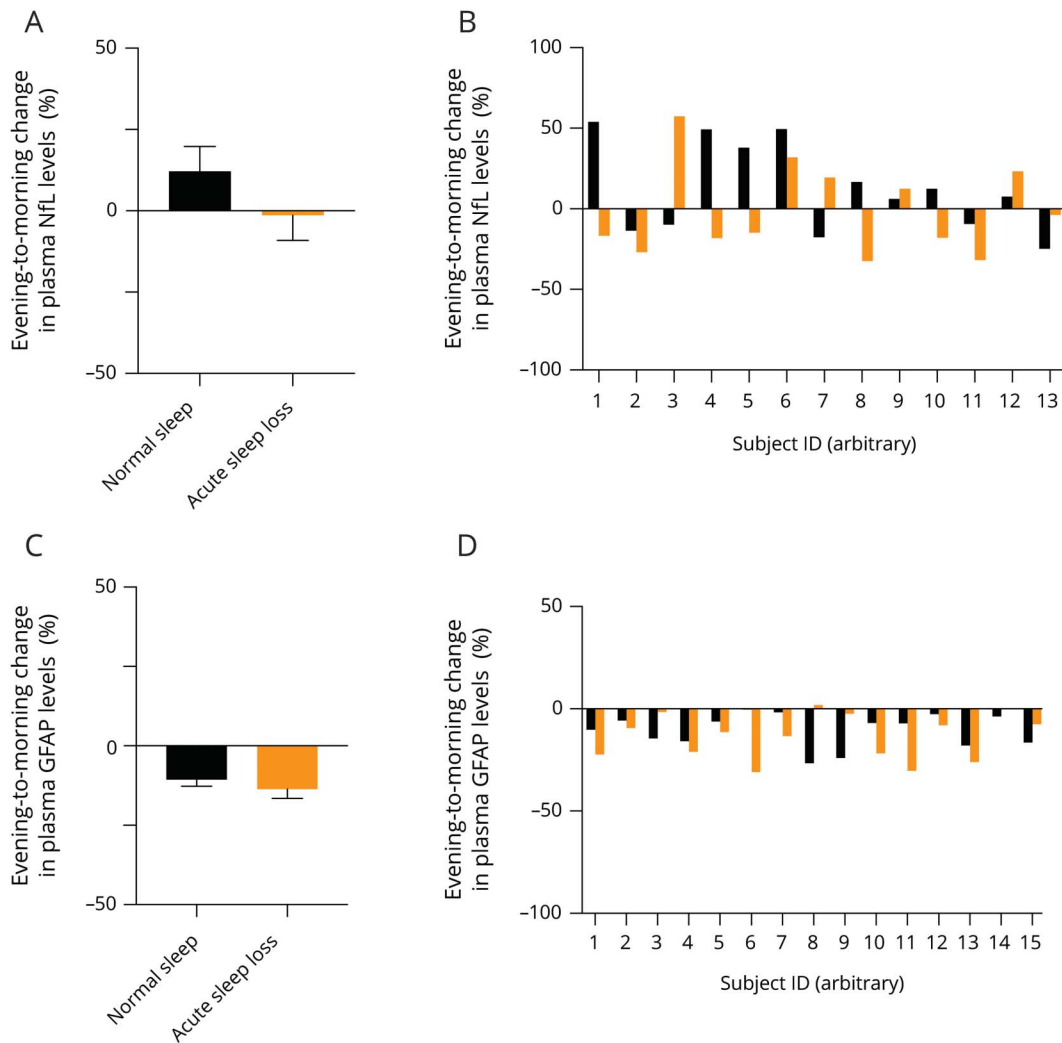 A
Evening-to-morning change
in plasma NfL levels (%)
50
0
–50
Normal sleep
Acute sleep loss
B
Evening-to-morning change
in plasma NfL levels (%)
100
50
0
–50
–100
1 2 3 4 5 6 7 8 9 10 11 12 13
Subject ID (arbitrary)
C
Evening-to-morning change
in plasma GFAP levels (%)
50
0
–50
Normal sleep
Acute sleep loss
D
Evening-to-morning change
in plasma GFAP levels (%)
50
0
–50
–100
1 2 3 4 5 6 7 8 9 10 11 12 13 14 15
Subject ID (arbitrary)